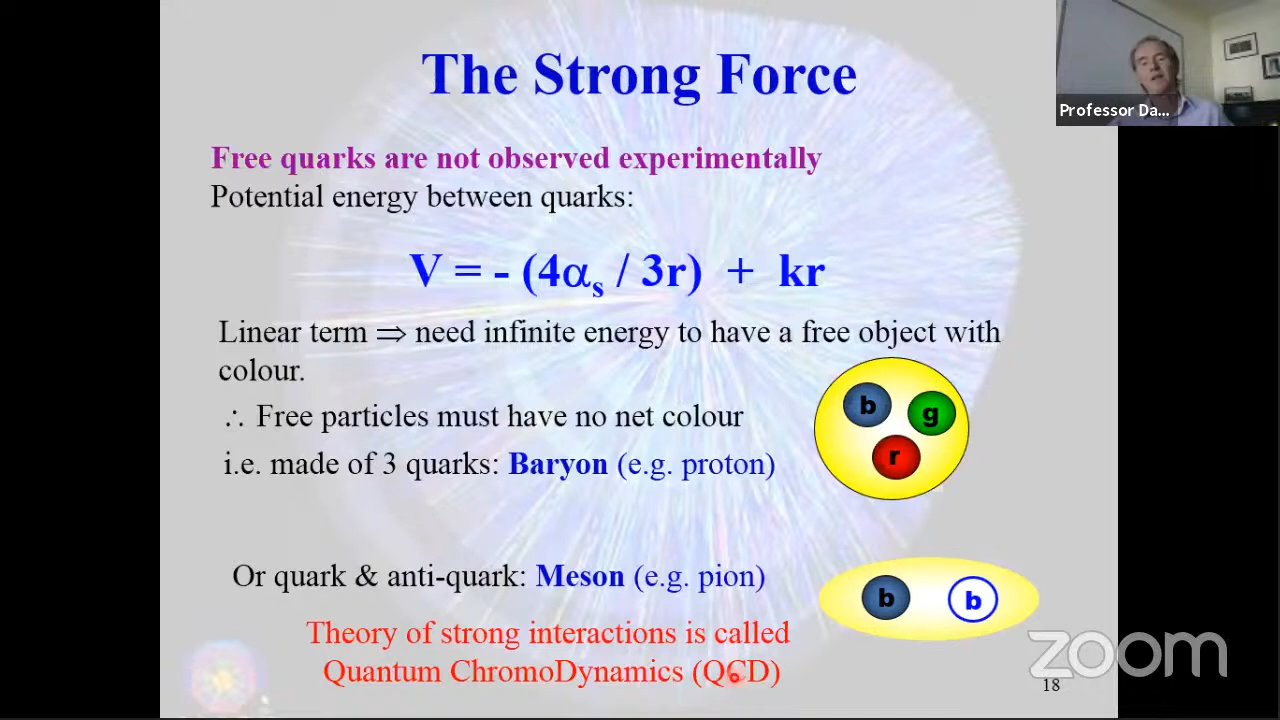 The Strong Force
Professor Da...
Free quarks are not observed experimentally
Potential energy between quarks:
V = - (4αs / 3r) + kr
Linear term ⇒ need infinite energy to have a free object with
colour.
∴ Free particles must have no net colour
i.e. made of 3 quarks: Baryon (e.g. proton)
b
g
r
Or quark & anti-quark: Meson (e.g. pion)
b
b
Theory of strong interactions is called
Quantum ChromoDynamics (QCD)
zoom
18